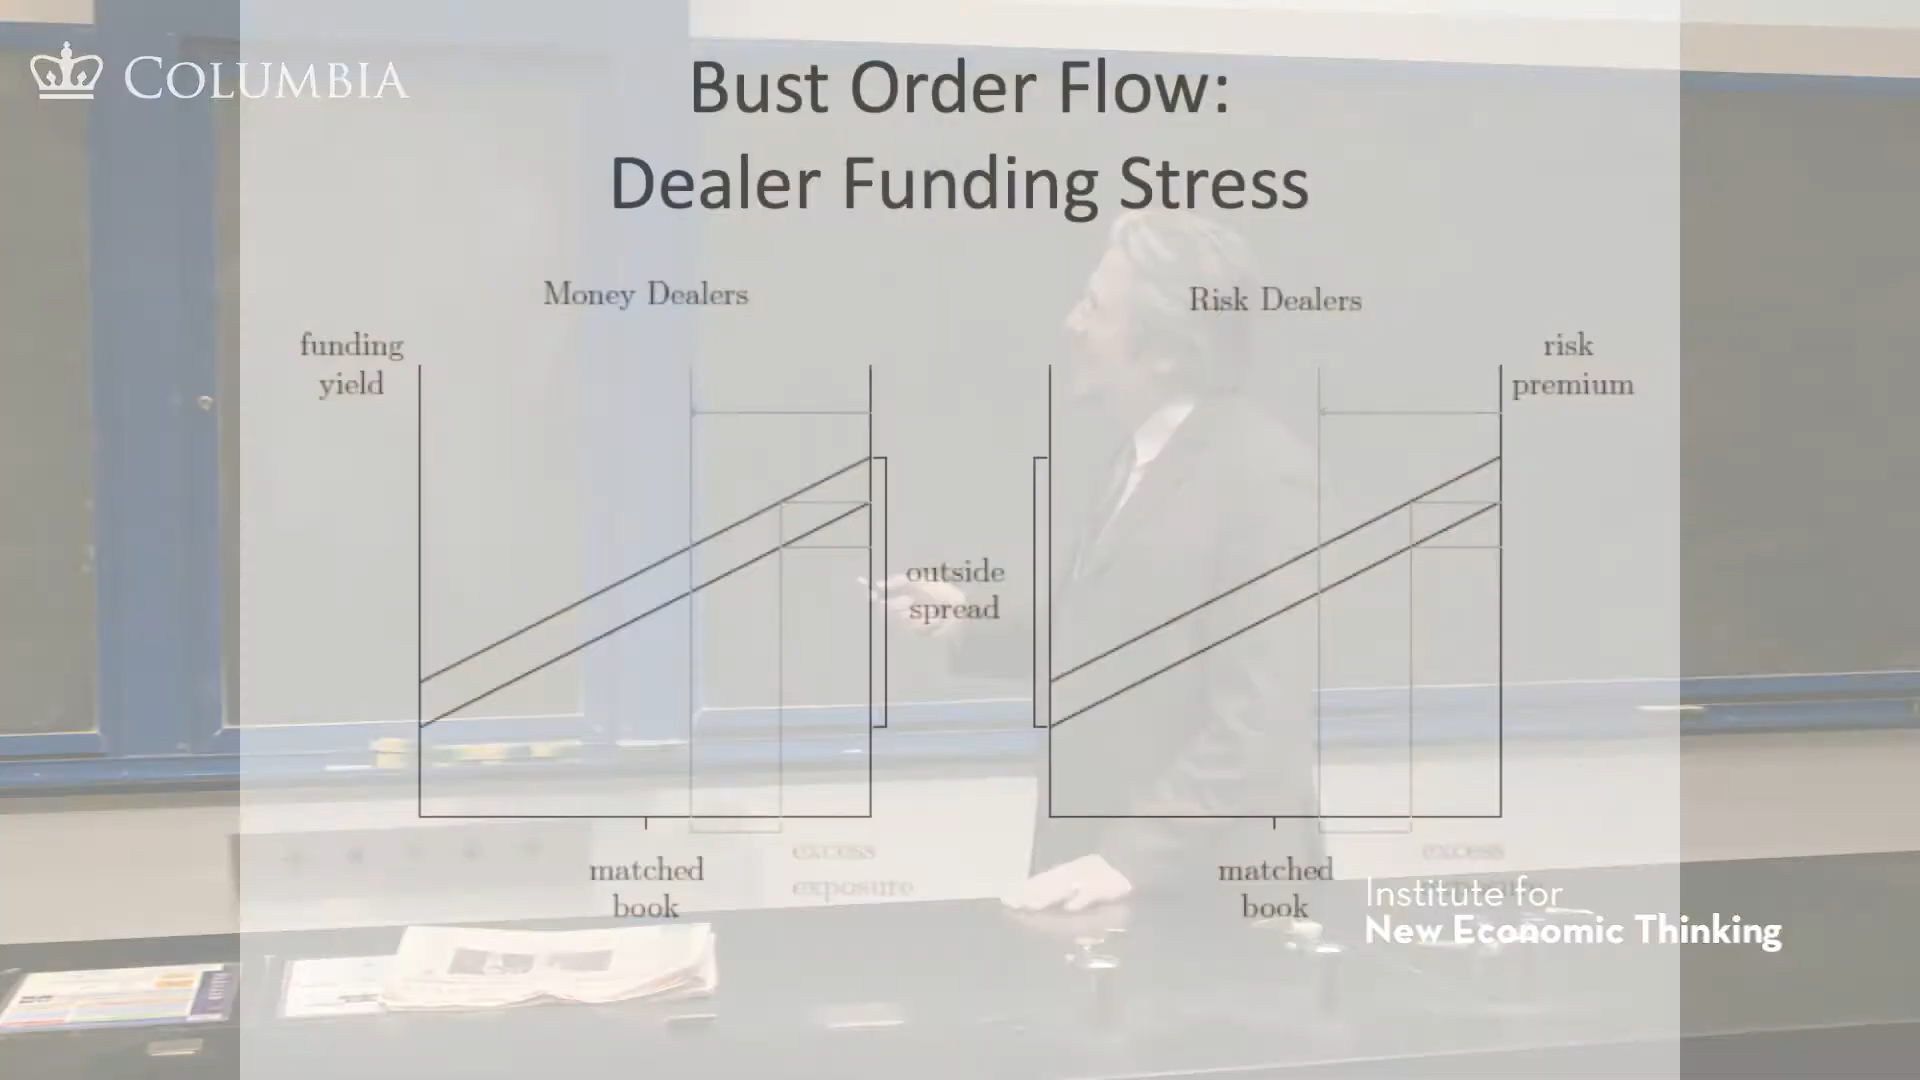 COLUMBIA
Bust Order Flow:
Dealer Funding Stress
Money Dealers
Risk Dealers
funding
yield
risk
premium
outside
spread
excess
exposure
matched
book
excess
matched
book
Institute for
New Economic Thinking